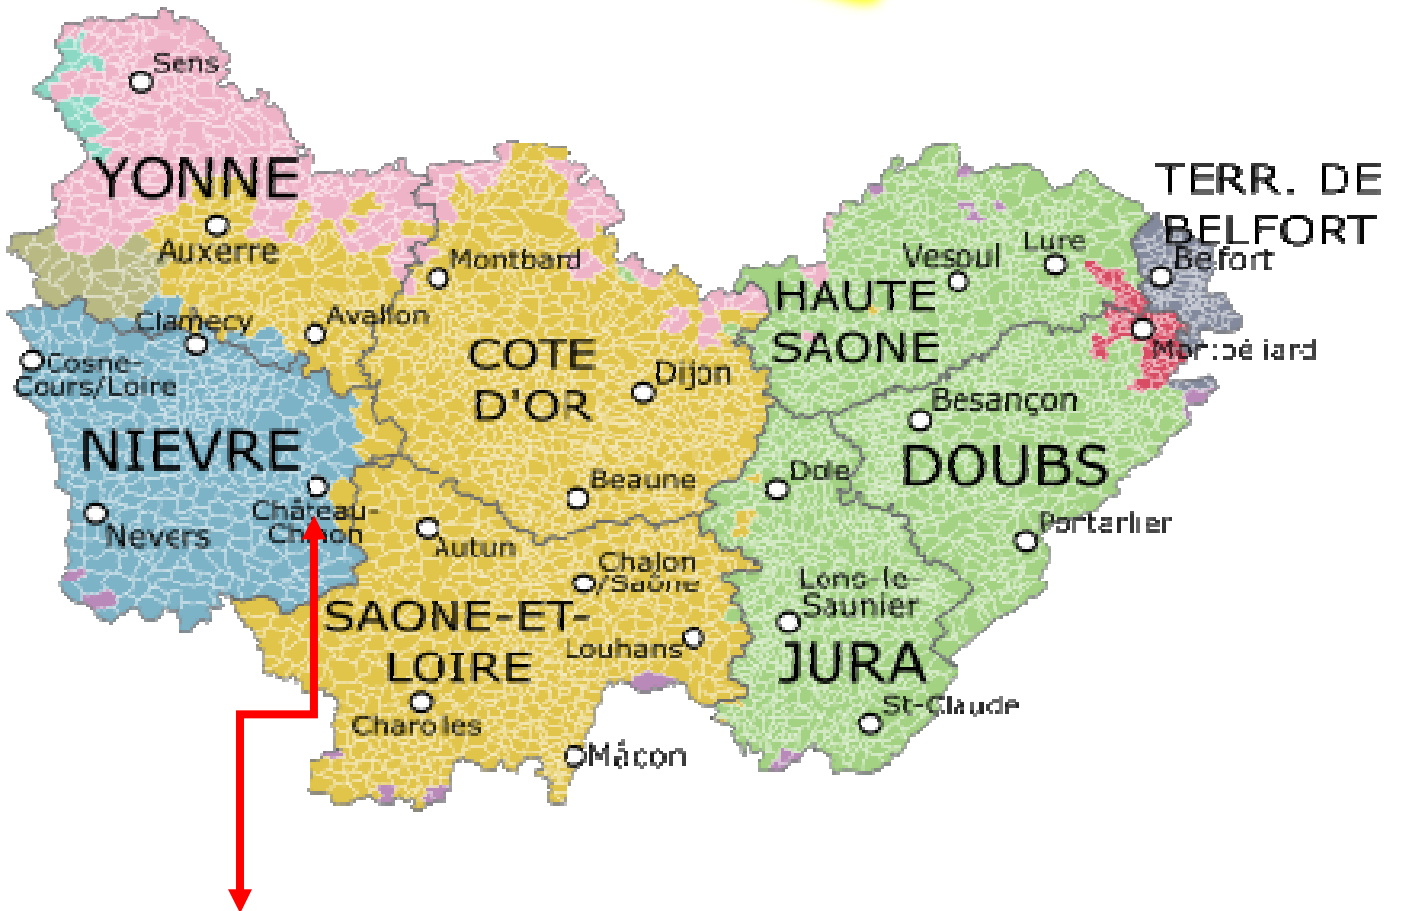 Sens
YONNE
Auxerre
Montbard
Avallon
Clamecy
Cosne-
Cours/Loire
NIEVRE
Château-
Nevers
COTE
D'OR
Dijon
Beaune
Autun
Chalon
/Saône
SAONE-ET-
LOIRE
Louhans
Charolles
Mâcon
HAUTE
SAONE
Vesoul
Lure
TERR. DE
BELFORT
Belfort
Montbéliard
Besançon
DOUBS
Dole
Pontarlier
Lons-le-
Saunier
JURA
St-Claude